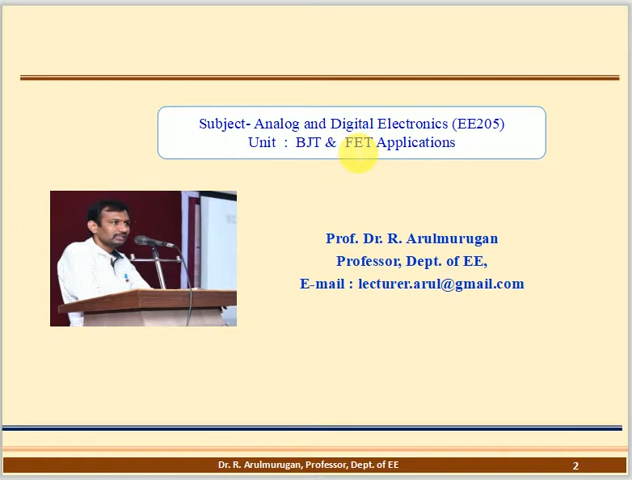 Subject- Analog and Digital Electronics (EE205)
Unit : BJT & FET Applications
Prof. Dr. R. Arulmurugan
Professor, Dept. of EE,
E-mail : lecturer.arul@gmail.com
Dr. R. Arulmurugan, Professor, Dept. of EE
2